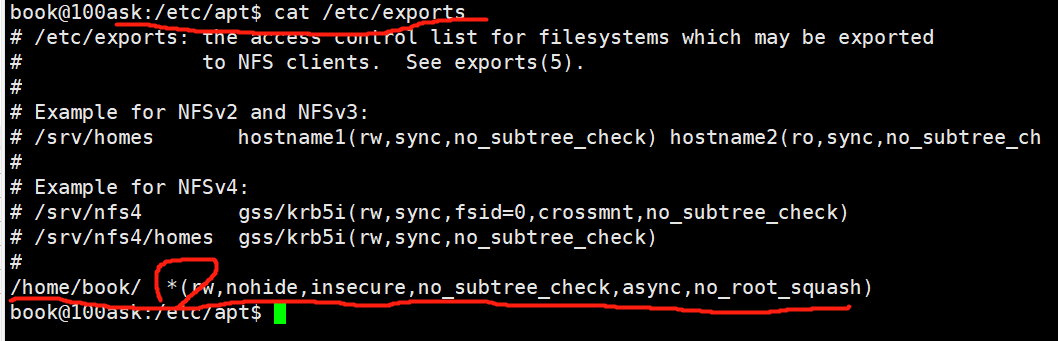 book@100ask:/etc/apt$ cat /etc/exports
# /etc/exports: the access control list for filesystems which may be exported
#               to NFS clients.  See exports(5).
#
# Example for NFSv2 and NFSv3:
# /srv/homes       hostname1(rw,sync,no_subtree_check) hostname2(ro,sync,no_subtree_ch
#
# Example for NFSv4:
# /srv/nfs4        gss/krb5i(rw,sync,fsid=0,crossmnt,no_subtree_check)
# /srv/nfs4/homes  gss/krb5i(rw,sync,no_subtree_check)
#
/home/book/  *(rw,nohide,insecure,no_subtree_check,async,no_root_squash)
book@100ask:/etc/apt$